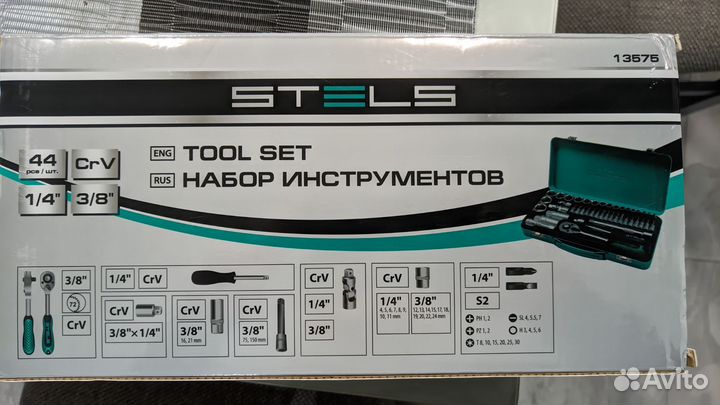 13575
STELS
44
pcs / шт.
CrV
1/4"
3/8"
ENG TOOL SET
RUS НАБОР ИНСТРУМЕНТОВ
3/8"
72
CrV
1/4" CrV
CrV
3/8"×1/4"
CrV
3/8"
16, 21 mm
CrV
3/8"
75, 150 mm
CrV
1/4"
3/8"
CrV
1/4"
4, 5, 6, 7, 8, 9,
10, 11 mm
3/8"
12, 13, 14, 15, 17, 18,
19, 20, 22, 24 mm
1/4"
S2
PH 1, 2
SL 4, 5.5, 7
PZ 1, 2
H 3, 4, 5, 6
T 8, 10, 15, 20, 25, 30
Avito